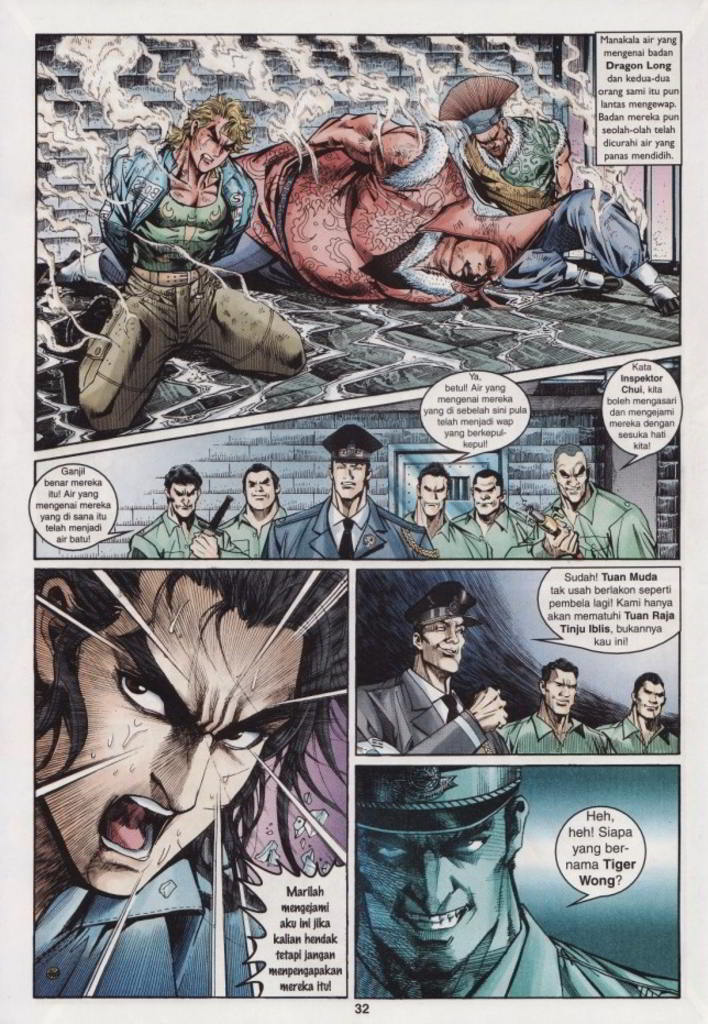 Manakala air yang
mengenai badan
Dragon Long
dan kedua-dua
orang sami itu pun
lantas mengewap.
Badan mereka pun
seolah-olah telah
dicurahi air yang
panas mendidih.
Ganjil
benar mereka
itu! Air yang
mengenai mereka
yang di sana itu
telah menjadi
air batu!
Ya,
betul! Air yang
mengenai mereka
yang di sebelah sini pula
telah menjadi wap
yang berkepul-
kepul!
Kata
Inspektor
Chui, kita
boleh mengasari
dan mengejami
mereka dengan
sesuka hati
kita!
Marilah
mengejami
aku ini jika
kalian hendak
tetapi jangan
menpengapakan
mereka itu!
Sudah! Tuan Muda
tak usah berlakon seperti
pembela lagi! Kami hanya
akan mematuhi Tuan Raja
Tinju Iblis, bukannya
kau ini!
Heh,
heh! Siapa
yang ber-
nama Tiger
Wong?
32